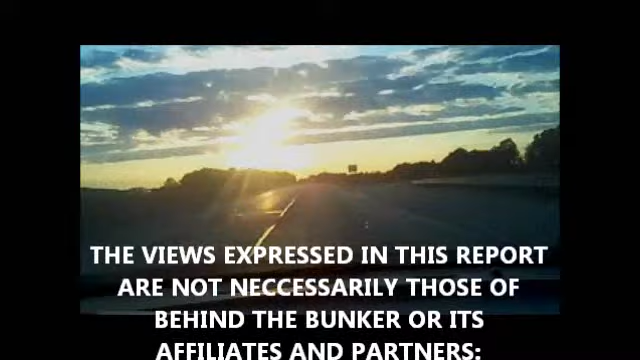 THE VIEWS EXPRESSED IN THIS REPORT
ARE NOT NECCESSARILY THOSE OF
BEHIND THE BUNKER OR ITS
AFFILIATES AND PARTNERS: